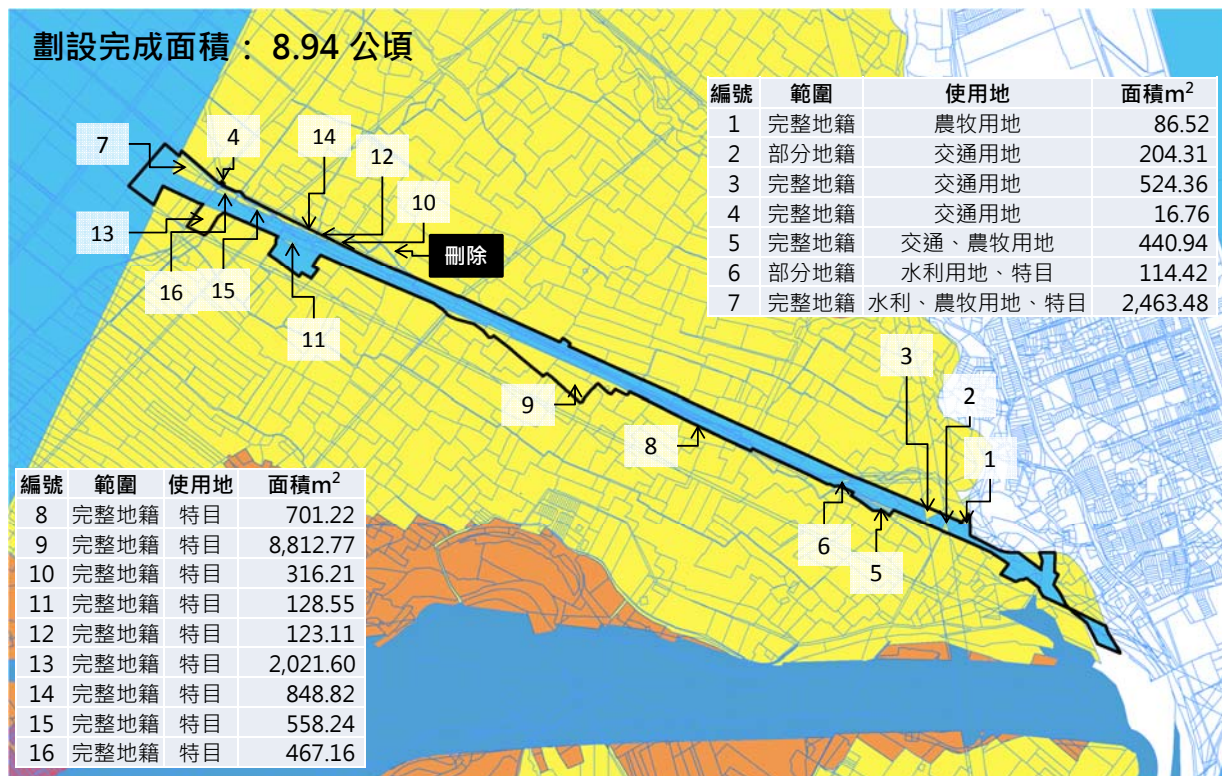 劃設完成面積：8.94 公頃
編號 範圍 使用地 面積m²
1 完整地籍 農牧用地 86.52
2 部分地籍 交通用地 204.31
3 完整地籍 交通用地 524.36
4 完整地籍 交通用地 16.76
5 完整地籍 交通、農牧用地 440.94
6 部分地籍 水利用地、特目 114.42
7 完整地籍 水利、農牧用地、特目 2,463.48
7
4
14
12
10
刪除
13
16
15
11
9
8
3
2
1
6
5
編號 範圍 使用地 面積m²
8 完整地籍 特目 701.22
9 完整地籍 特目 8,812.77
10 完整地籍 特目 316.21
11 完整地籍 特目 128.55
12 完整地籍 特目 123.11
13 完整地籍 特目 2,021.60
14 完整地籍 特目 848.82
15 完整地籍 特目 558.24
16 完整地籍 特目 467.16